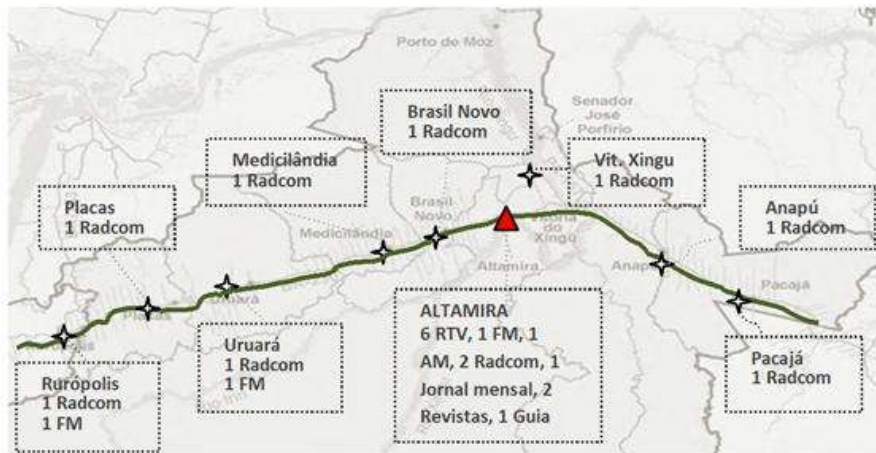 Porto de Moz
Brasil Novo
1 Radcom
Senador
José
Porfírio
Medicilândia
1 Radcom
Vit. Xingu
1 Radcom
Placas
1 Radcom
Anapú
1 Radcom
Brasil
Novo
Medicilândia
Vitória
do
Xingu
Altamira
Anapu
Pacajá
Uruará
1 Radcom
1 FM
ALTAMIRA
6 RTV, 1 FM, 1
AM, 2 Radcom, 1
Jornal mensal, 2
Revistas, 1 Guia
Pacajá
1 Radcom
Rurópolis
1 Radcom
1 FM